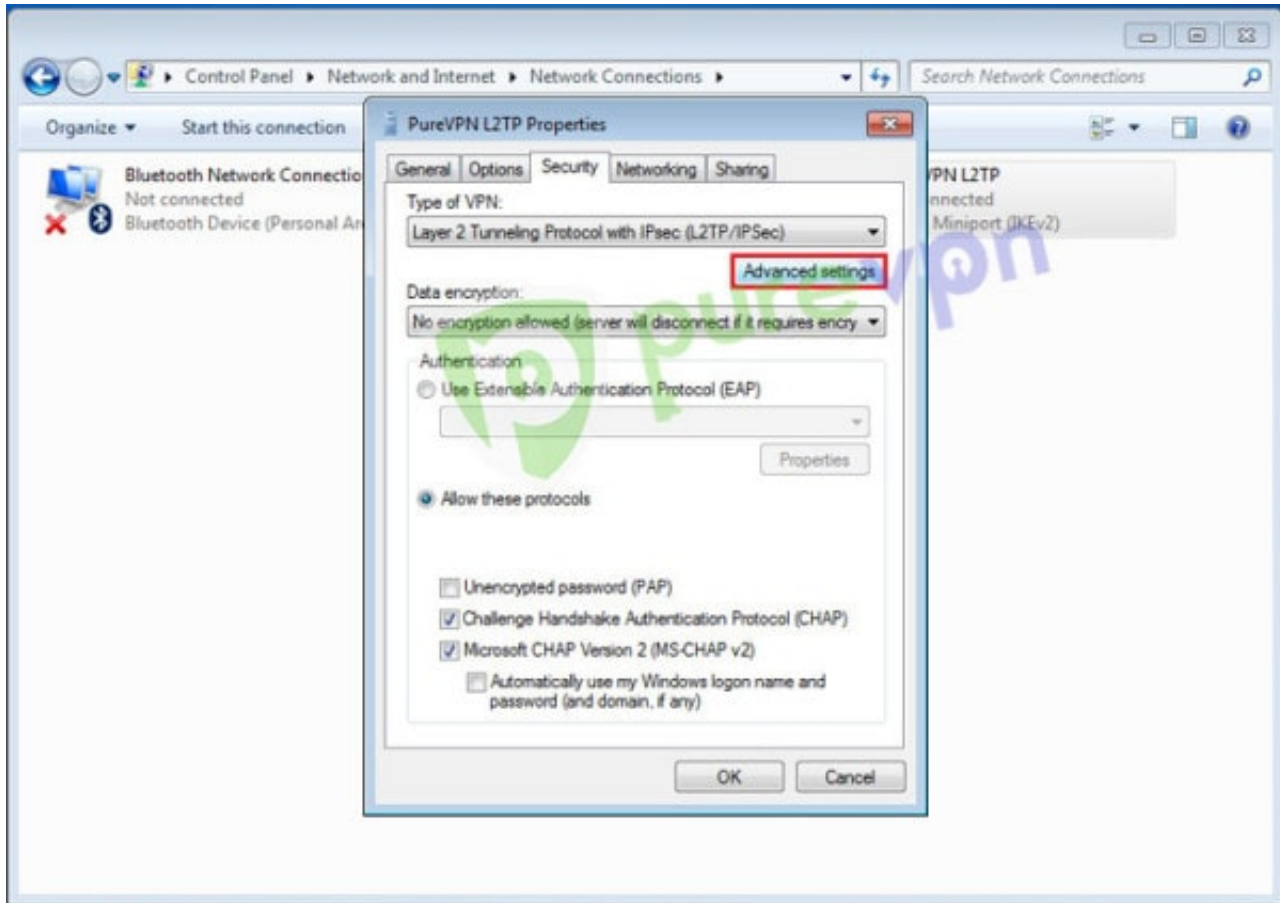 Control Panel Network and Internet Network Connections
Search Network Connections
Organize
Start this connection
PureVPN L2TP Properties
Bluetooth Network Connectio
Not connected
Bluetooth Device (Personal Ar
VPN L2TP
nnected
Miniport (IKEv2)
General Options Security Networking Sharing
Type of VPN:
Layer 2 Tunneling Protocol with IPsec (L2TP/IPSec)
Advanced settings
Data encryption:
No encryption allowed (server will disconnect if it requires encry
purevpn
Authentication
Use Extensible Authentication Protocol (EAP)
Properties
Allow these protocols
Unencrypted password (PAP)
Challenge Handshake Authentication Protocol (CHAP)
Microsoft CHAP Version 2 (MS-CHAP v2)
Automatically use my Windows logon name and
password (and domain, if any)
OK Cancel